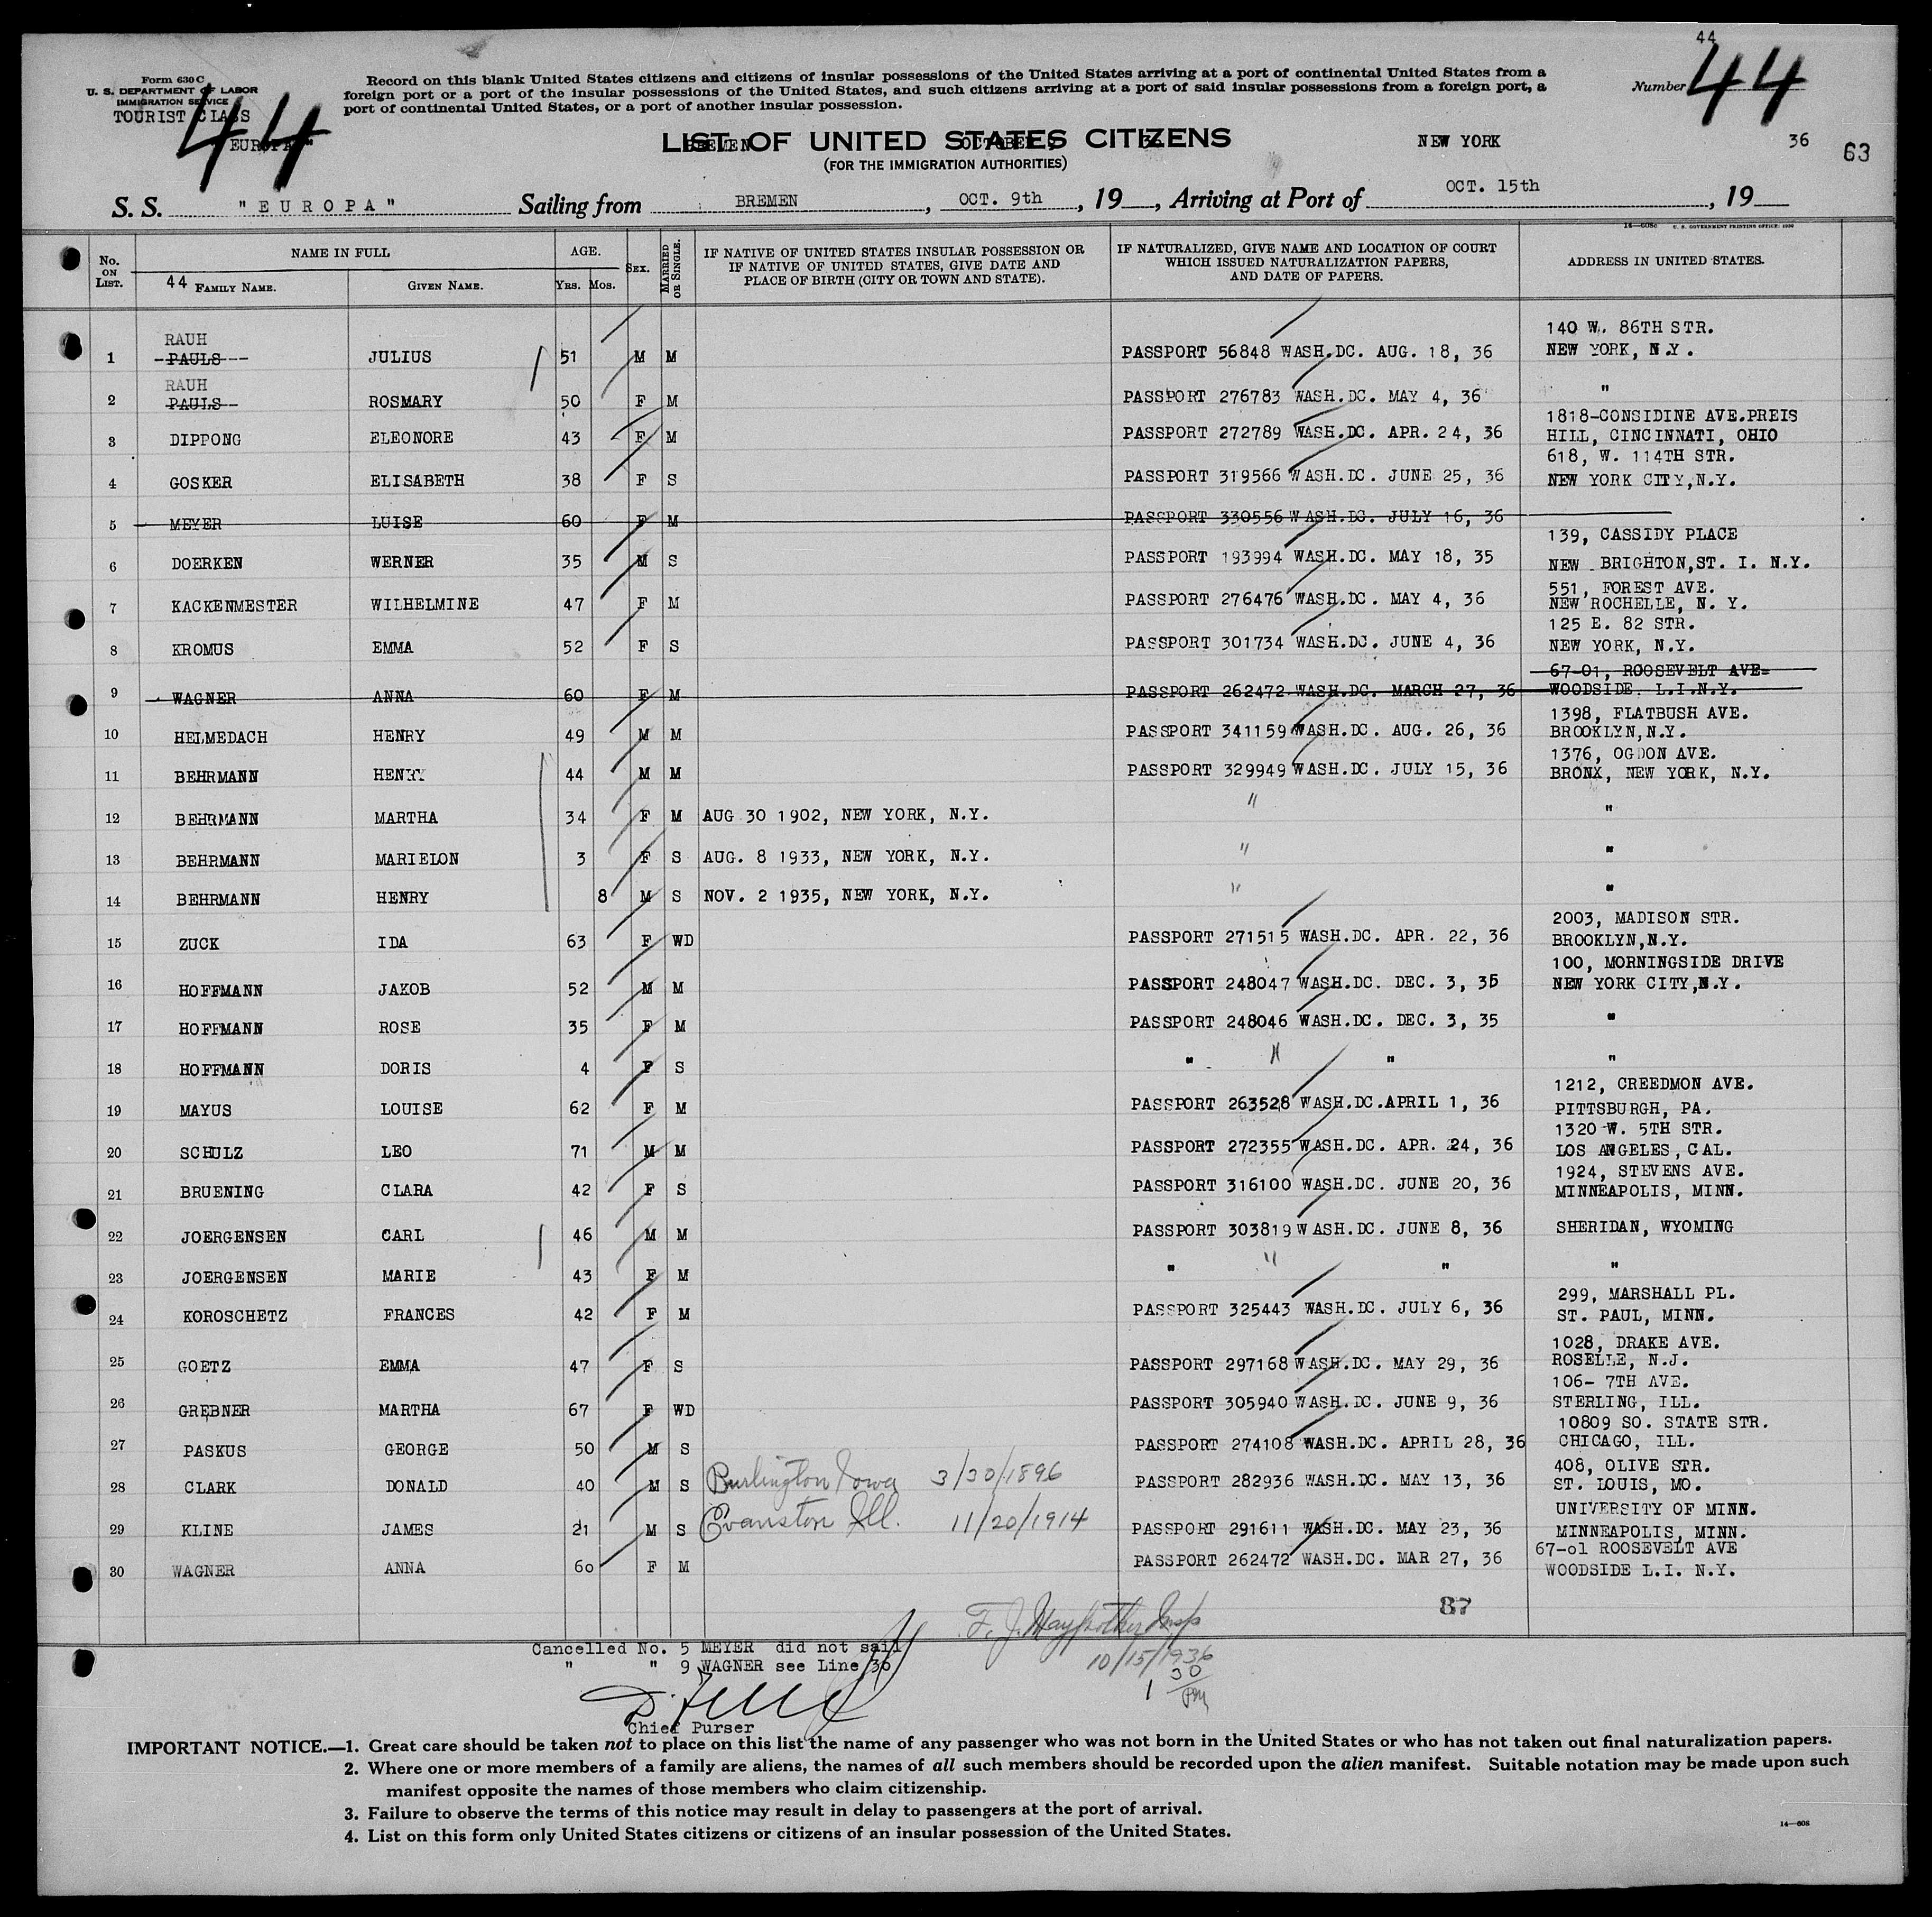 44
Form 630 C
U. S. DEPARTMENT OF LABOR
IMMIGRATION SERVICE
TOURIST CLASS
44
"EUROPA"
Record on this blank United States citizens and citizens of insular possessions of the United States arriving at a port of continental United States from a
foreign port or a port of the insular possessions of the United States, and such citizens arriving at a port of said insular possessions from a foreign port, a
port of continental United States, or a port of another insular possession.
Number 44
LIST OF UNITED STATES CITIZENS
BREMEN OCTOBER 9 36 NEW YORK 36 63
(FOR THE IMMIGRATION AUTHORITIES)
S. S. "EUROPA" Sailing from BREMEN, OCT. 9th, 19__, Arriving at Port of OCT. 15th, 19__
14—608c U. S. GOVERNMENT PRINTING OFFICE: 1930
No. ON LIST. NAME IN FULL AGE. SEX. MARRIED OR SINGLE. IF NATIVE OF UNITED STATES INSULAR POSSESSION OR IF NATIVE OF UNITED STATES, GIVE DATE AND PLACE OF BIRTH (CITY OR TOWN AND STATE). IF NATURALIZED, GIVE NAME AND LOCATION OF COURT WHICH ISSUED NATURALIZATION PAPERS, AND DATE OF PAPERS. ADDRESS IN UNITED STATES.
44 FAMILY NAME. GIVEN NAME. YRS. MOS.
RAUH 140 W. 86TH STR.
1 PAULS JULIUS 51 M M PASSPORT 56848 WASH.DC. AUG. 18, 36 NEW YORK, N.Y.
RAUH
2 PAULS ROSMARY 50 F M PASSPORT 276783 WASH.DC. MAY 4, 36 "
1818-CONSIDINE AVE.PREIS
3 DIPPONG ELEONORE 43 F M PASSPORT 272789 WASH.DC. APR. 24, 36 HILL, CINCINNATI, OHIO
618, W. 114TH STR.
4 GOSKER ELISABETH 38 F S PASSPORT 319566 WASH.DC. JUNE 25, 36 NEW YORK CITY,N.Y.
5 MEYER LUISE 60 F M PASSPORT 330556 WASH.DC. JULY 16, 36
139, CASSIDY PLACE
6 DOERKEN WERNER 35 M S PASSPORT 193994 WASH.DC. MAY 18, 35 NEW BRIGHTON,ST. I. N.Y.
551, FOREST AVE.
7 KACKENMESTER WILHELMINE 47 F M PASSPORT 276476 WASH.DC. MAY 4, 36 NEW ROCHELLE, N. Y.
125 E. 82 STR.
8 KROMUS EMMA 52 F S PASSPORT 301734 WASH.DC. JUNE 4, 36 NEW YORK, N.Y.
67-01, ROOSEVELT AVE
9 WAGNER ANNA 60 F M PASSPORT 262472 WASH.DC. MARCH 27, 36 WOODSIDE L.I.N.Y.
1398, FLATBUSH AVE.
10 HELMEDACH HENRY 49 M M PASSPORT 341159 WASH.DC. AUG. 26, 36 BROOKLYN,N.Y.
1376, OGDON AVE.
11 BEHRMANN HENRY 44 M M PASSPORT 329949 WASH.DC. JULY 15, 36 BRONX, NEW YORK, N.Y.
12 BEHRMANN MARTHA 34 F M AUG 30 1902, NEW YORK, N.Y. " "
13 BEHRMANN MARIELON 3 F S AUG. 8 1933, NEW YORK, N.Y. " "
14 BEHRMANN HENRY 8 M S NOV. 2 1935, NEW YORK, N.Y. " "
2003, MADISON STR.
15 ZUCK IDA 63 F WD PASSPORT 271515 WASH.DC. APR. 22, 36 BROOKLYN,N.Y.
100, MORNINGSIDE DRIVE
16 HOFFMANN JAKOB 52 M M PASSPORT 248047 WASH.DC. DEC. 3, 35 NEW YORK CITY,N.Y.
17 HOFFMANN ROSE 35 F M PASSPORT 248046 WASH.DC. DEC. 3, 35 "
18 HOFFMANN DORIS 4 F S " " " "
1212, CREEDMON AVE.
19 MAYUS LOUISE 62 F M PASSPORT 263528 WASH.DC.APRIL 1, 36 PITTSBURGH, PA.
1320 W. 5TH STR.
20 SCHULZ LEO 71 M M PASSPORT 272355 WASH.DC. APR. 24, 36 LOS ANGELES, CAL.
1924, STEVENS AVE.
21 BRUENING CLARA 42 F S PASSPORT 316100 WASH.DC. JUNE 20, 36 MINNEAPOLIS, MINN.
22 JOERGENSEN CARL 46 M M PASSPORT 303819 WASH.DC. JUNE 8, 36 SHERIDAN, WYOMING
23 JOERGENSEN MARIE 43 F M " " " "
299, MARSHALL PL.
24 KOROSCHETZ FRANCES 42 F M PASSPORT 325443 WASH.DC. JULY 6, 36 ST. PAUL, MINN.
1028, DRAKE AVE.
25 GOETZ EMMA 47 F S PASSPORT 297168 WASH.DC. MAY 29, 36 ROSELLE, N.J.
106- 7TH AVE.
26 GREBNER MARTHA 67 F WD PASSPORT 305940 WASH.DC. JUNE 9, 36 STERLING, ILL.
10809 SO. STATE STR.
27 PASKUS GEORGE 50 M S PASSPORT 274108 WASH.DC. APRIL 28, 36 CHICAGO, ILL.
408, OLIVE STR.
28 CLARK DONALD 40 M S Burlington Iowa 3/30/1896 PASSPORT 282936 WASH.DC. MAY 13, 36 ST. LOUIS, MO.
UNIVERSITY OF MINN.
29 KLINE JAMES 21 M S Evanston Ill. 11/20/1914 PASSPORT 291611 WASH.DC. MAY 23, 36 MINNEAPOLIS, MINN.
67-01 ROOSEVELT AVE
30 WAGNER ANNA 60 F M PASSPORT 262472 WASH.DC. MAR 27, 36 WOODSIDE L.I. N.Y.
87
F. J. Insp
Cancelled No. 5 MEYER did not sail
" " 9 WAGNER see Line 30
10/15/1936
1 30 PM
Chief Purser
IMPORTANT NOTICE.—1. Great care should be taken not to place on this list the name of any passenger who was not born in the United States or who has not taken out final naturalization papers.
2. Where one or more members of a family are aliens, the names of all such members should be recorded upon the alien manifest. Suitable notation may be made upon such
manifest opposite the names of those members who claim citizenship.
3. Failure to observe the terms of this notice may result in delay to passengers at the port of arrival.
4. List on this form only United States citizens or citizens of an insular possession of the United States.
14—608